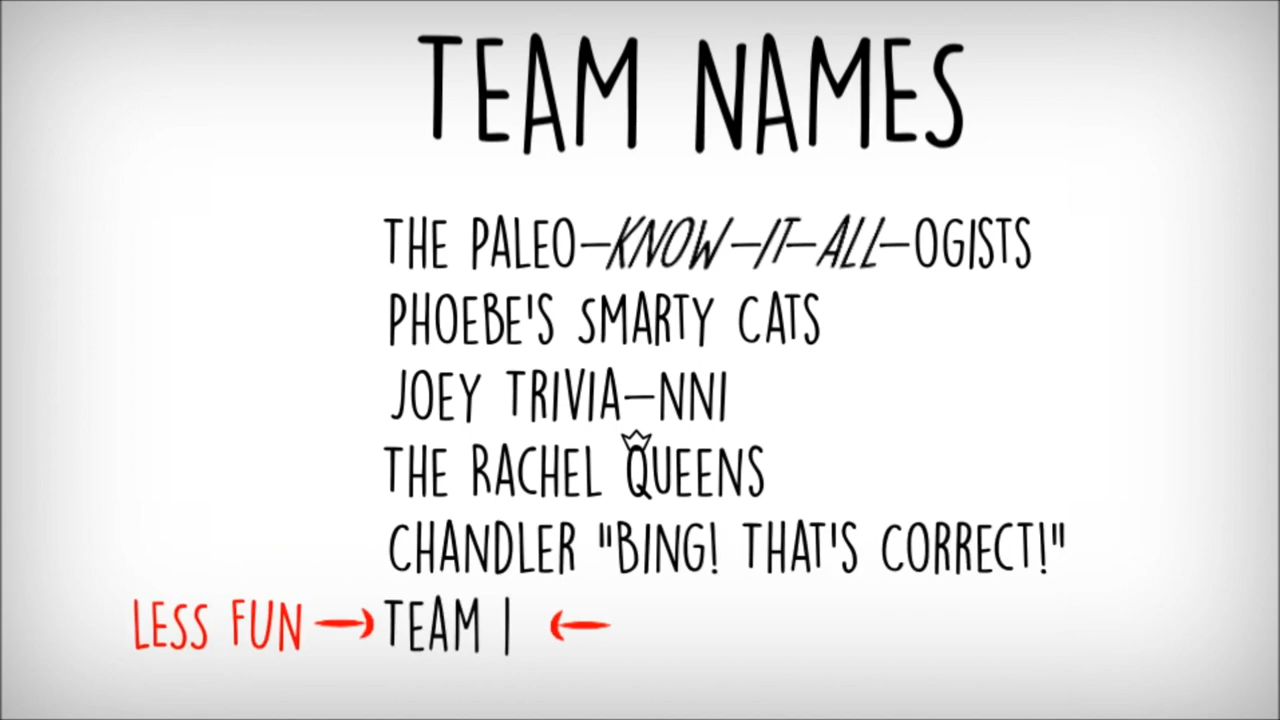 TEAM NAMES
THE PALEO-KNOW-IT-ALL-OGISTS
PHOEBE'S SMARTY CATS
JOEY TRIVIA-NNI
THE RACHEL QUEENS
CHANDLER "BING! THAT'S CORRECT!"
LESS FUN → TEAM 1 ←